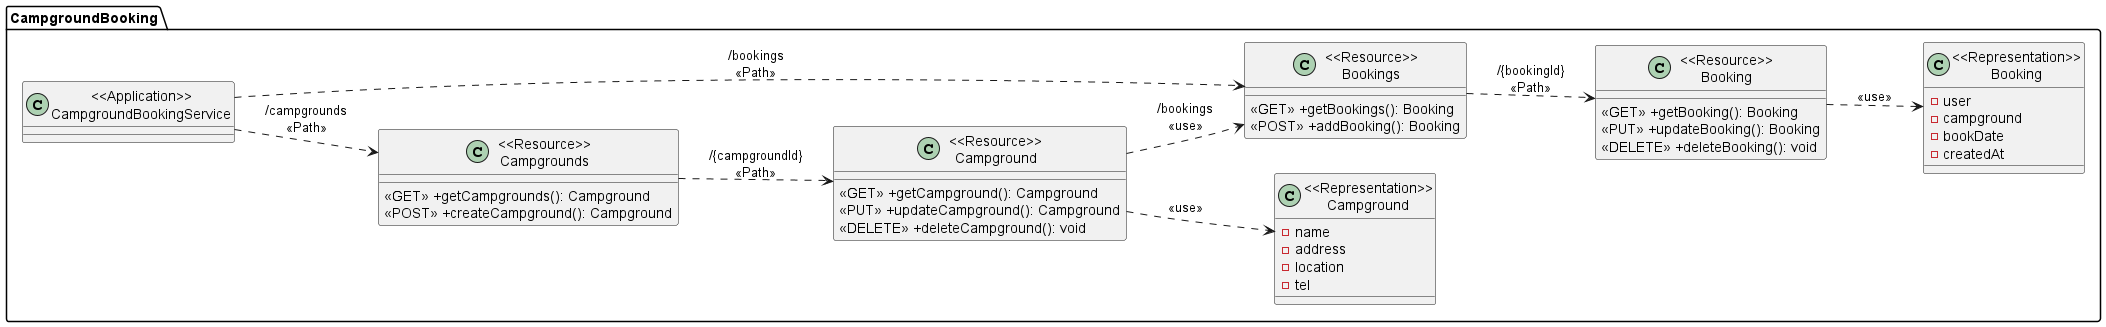 CampgroundBooking
<<Application>>
CampgroundBookingService
/bookings
«Path»
/campgrounds
«Path»
<<Resource>>
Campgrounds
«GET» +getCampgrounds(): Campground
«POST» +createCampground(): Campground
/{campgroundId}
«Path»
<<Resource>>
Campground
«GET» +getCampground(): Campground
«PUT» +updateCampground(): Campground
«DELETE» +deleteCampground(): void
/bookings
«use»
«use»
<<Resource>>
Bookings
«GET» +getBookings(): Booking
«POST» +addBooking(): Booking
<<Representation>>
Campground
name
address
location
tel
/{bookingId}
«Path»
<<Resource>>
Booking
«GET» +getBooking(): Booking
«PUT» +updateBooking(): Booking
«DELETE» +deleteBooking(): void
«use»
<<Representation>>
Booking
user
campground
bookDate
createdAt